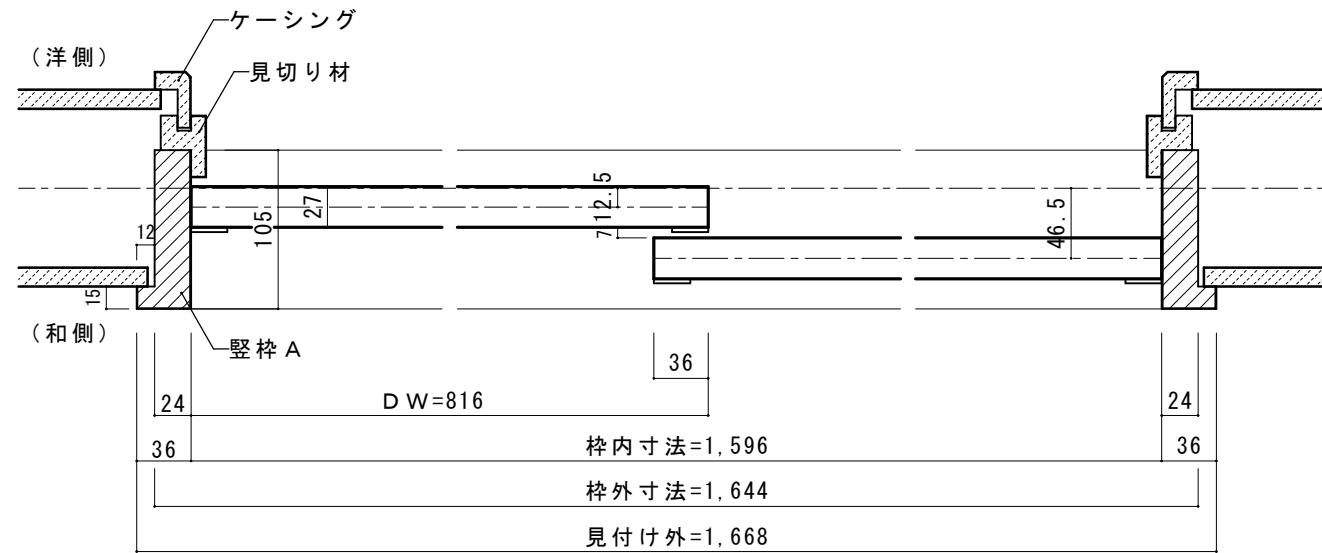 ケーシング
(洋側)
見切り材
12.5
27
105
46.5
12
7
15
(和側)
竪枠A
36
24
DW=816
24
36
枠内寸法=1,596
36
枠外寸法=1,644
見付け外=1,668